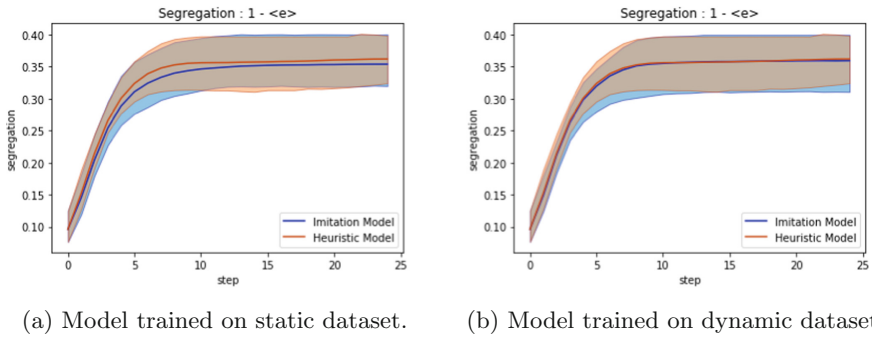 Segregation : 1 - <e>
0.40
0.35
0.30
0.25
0.20
0.15
0.10
segregation
Imitation Model
Heuristic Model
0 5 10 15 20 25
step
(a) Model trained on static dataset.
Segregation : 1 - <e>
0.40
0.35
0.30
0.25
0.20
0.15
0.10
segregation
Imitation Model
Heuristic Model
0 5 10 15 20 25
step
(b) Model trained on dynamic dataset